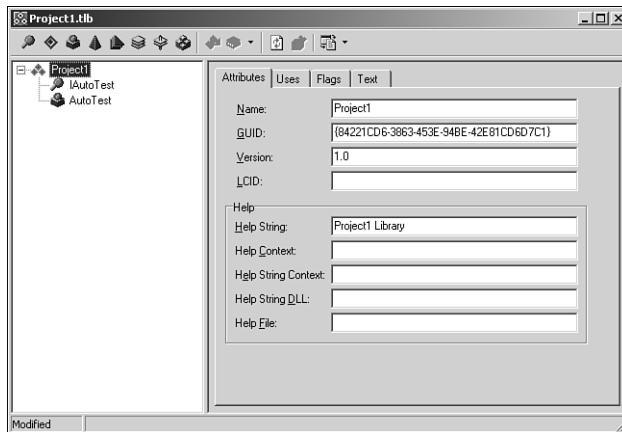 Project1.tlb
Project1
IAutoTest
AutoTest
Attributes Uses Flags Text
Name: Project1
GUID: {84221CD6-3863-453E-94BE-42E81CD6D7C1}
Version: 1.0
LCID:
Help
Help String: Project1 Library
Help Context:
Help String Context:
Help String DLL:
Help File:
Modified